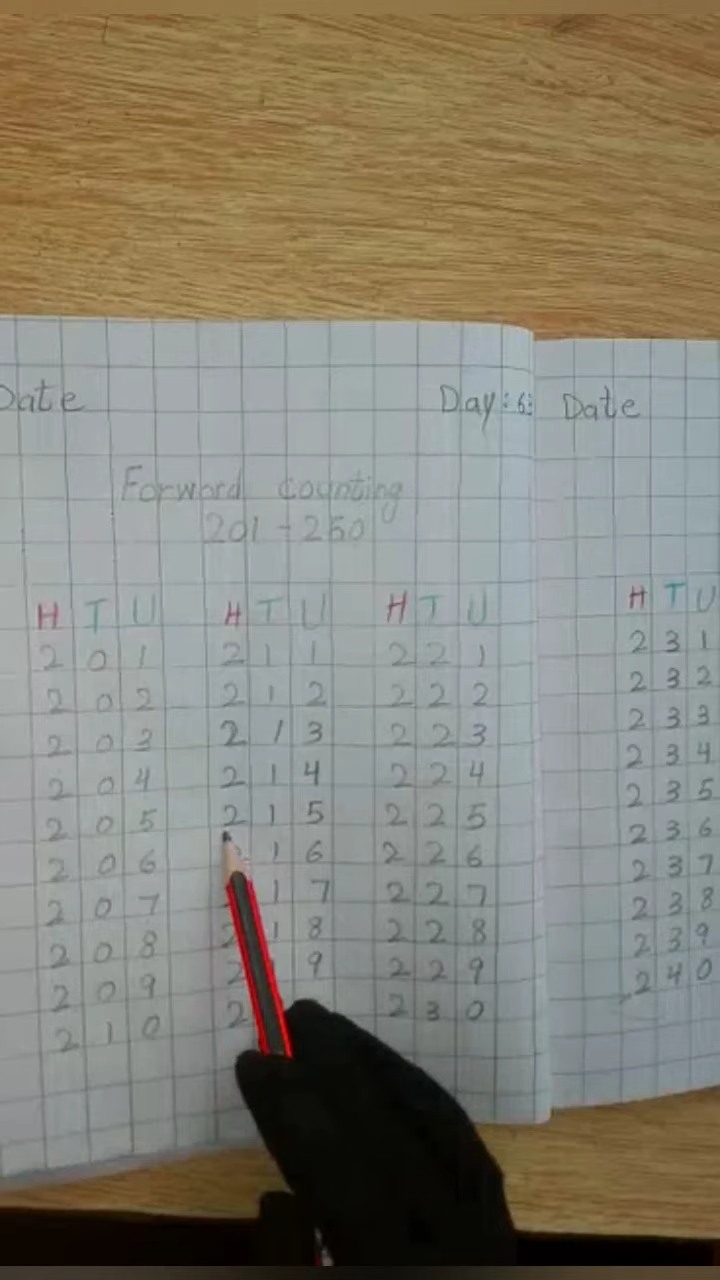 Date Day: 63 Date
Forword counting
201 - 250
H T U H T U H T U H T U
2 0 1 2 1 1 2 2 1 2 3 1
2 0 2 2 1 2 2 2 2 2 3 2
2 0 3 2 1 3 2 2 3 2 3 3
2 0 4 2 1 4 2 2 4 2 3 4
2 0 5 2 1 5 2 2 5 2 3 5
2 0 6 1 6 2 2 6 2 3 6
2 0 7 1 7 2 2 7 2 3 7
2 0 8 2 1 8 2 2 8 2 3 8
2 0 9 2 9 2 2 9 2 3 9
2 1 0 2 2 3 0 2 4 0